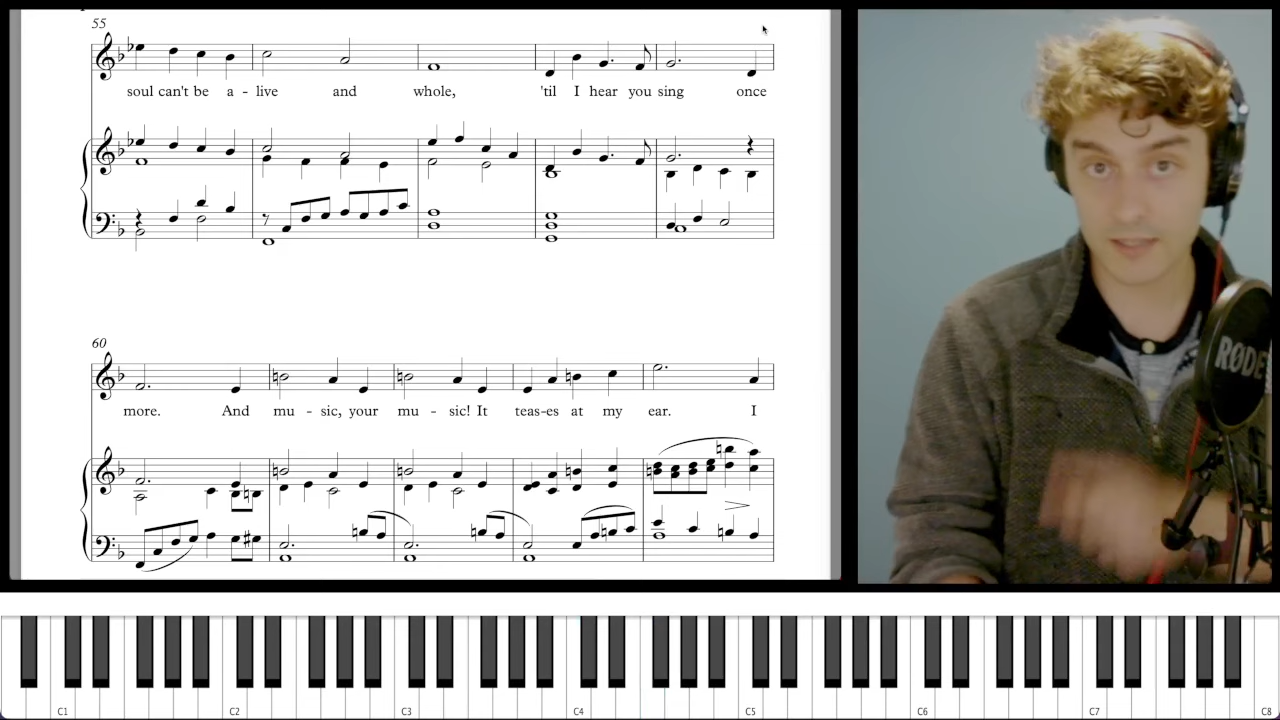 55
soul can't be a - live and whole, 'til I hear you sing once
60
more. And mu - sic, your mu - sic! It teas-es at my ear. I
RØDE
C1 C2 C3 C4 C5 C6 C7 C8